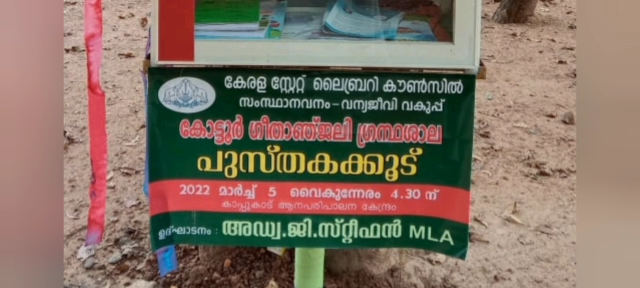 കേരള സ്റ്റേറ്റ് ലൈബ്രറി കൗൺസിൽ
സംസ്ഥാനവനം-വന്യജീവി വകുപ്പ്
കോട്ടൂർ ഗീതാഞ്ജലി ഗ്രന്ഥശാല
പുസ്തകക്കൂട്
2022 മാർച്ച് 5 വൈകുന്നേരം 4.30 ന്
കാപ്പുകാട് ആനപരിപാലന കേന്ദ്രം
ഉദ്ഘാടനം : അഡ്വ.ജി.സ്റ്റീഫൻ MLA